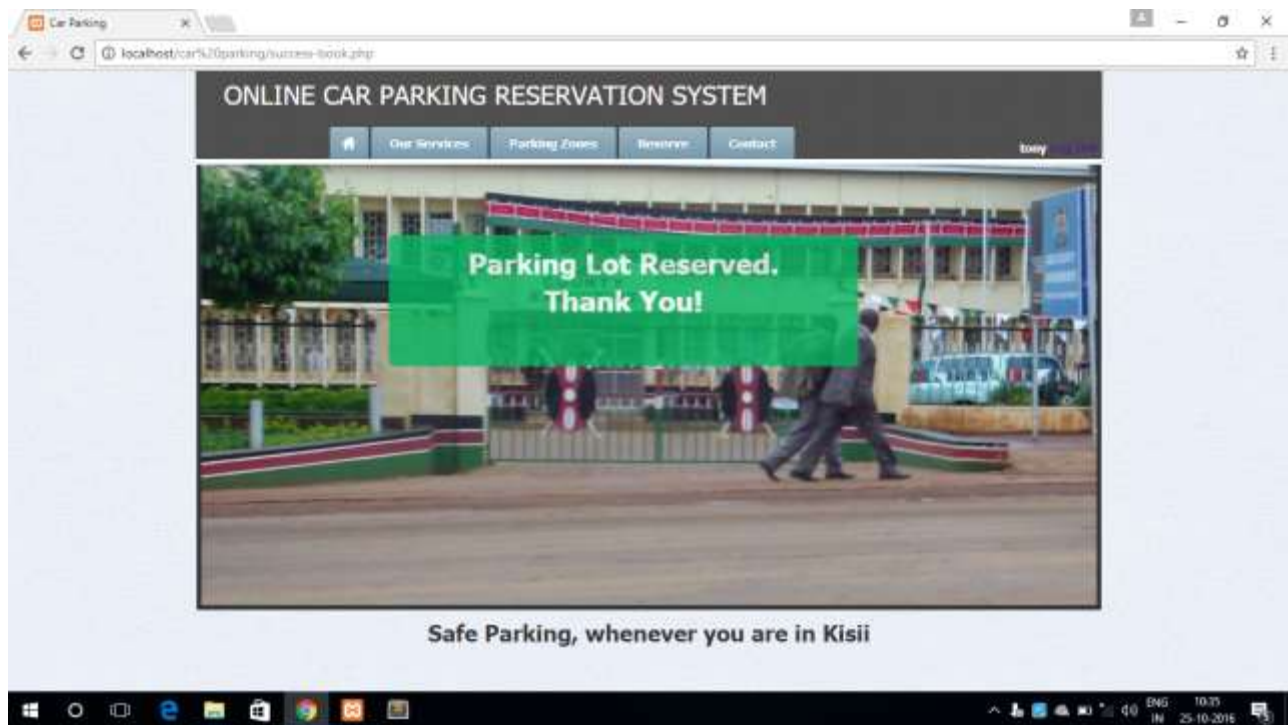 Car Parking
localhost/car%20parking/success-book.php
ONLINE CAR PARKING RESERVATION SYSTEM
Our Services Parking Zones Reserve Contact
tony
Parking Lot Reserved.
Thank You!
Safe Parking, whenever you are in Kisii
ENG 10:35
IN 25-10-2016